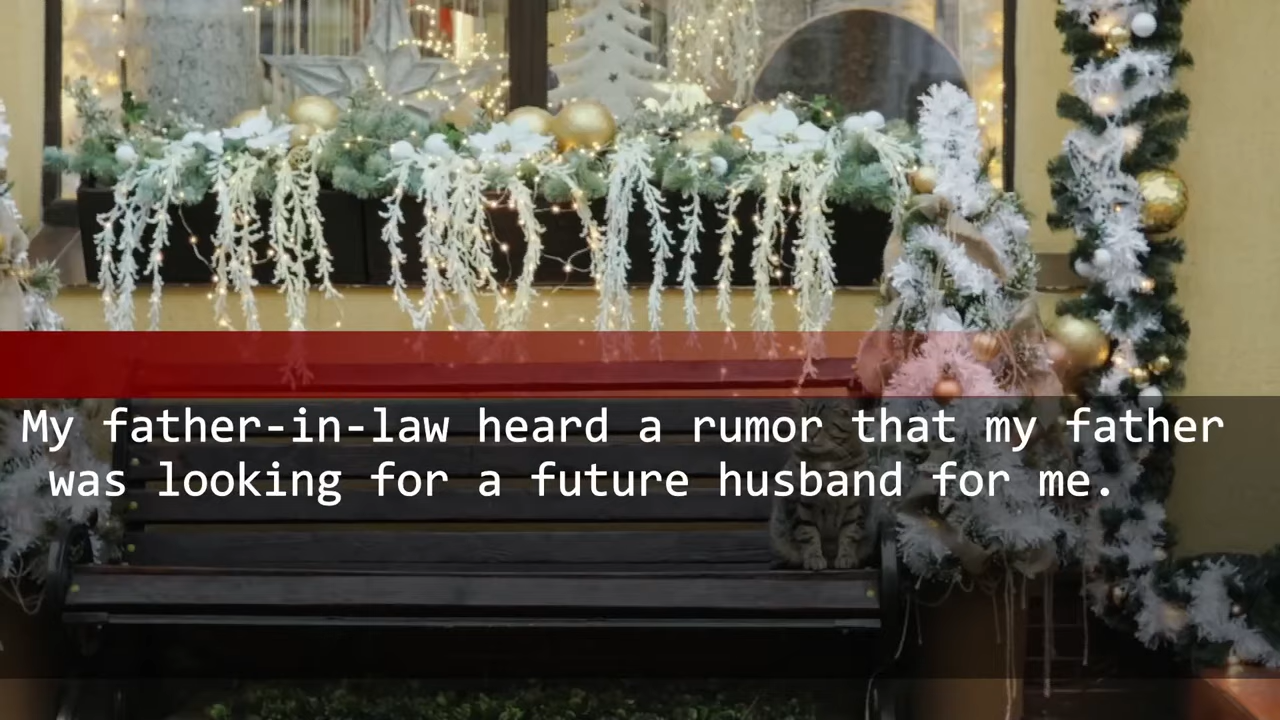 My father-in-law heard a rumor that my father
was looking for a future husband for me.